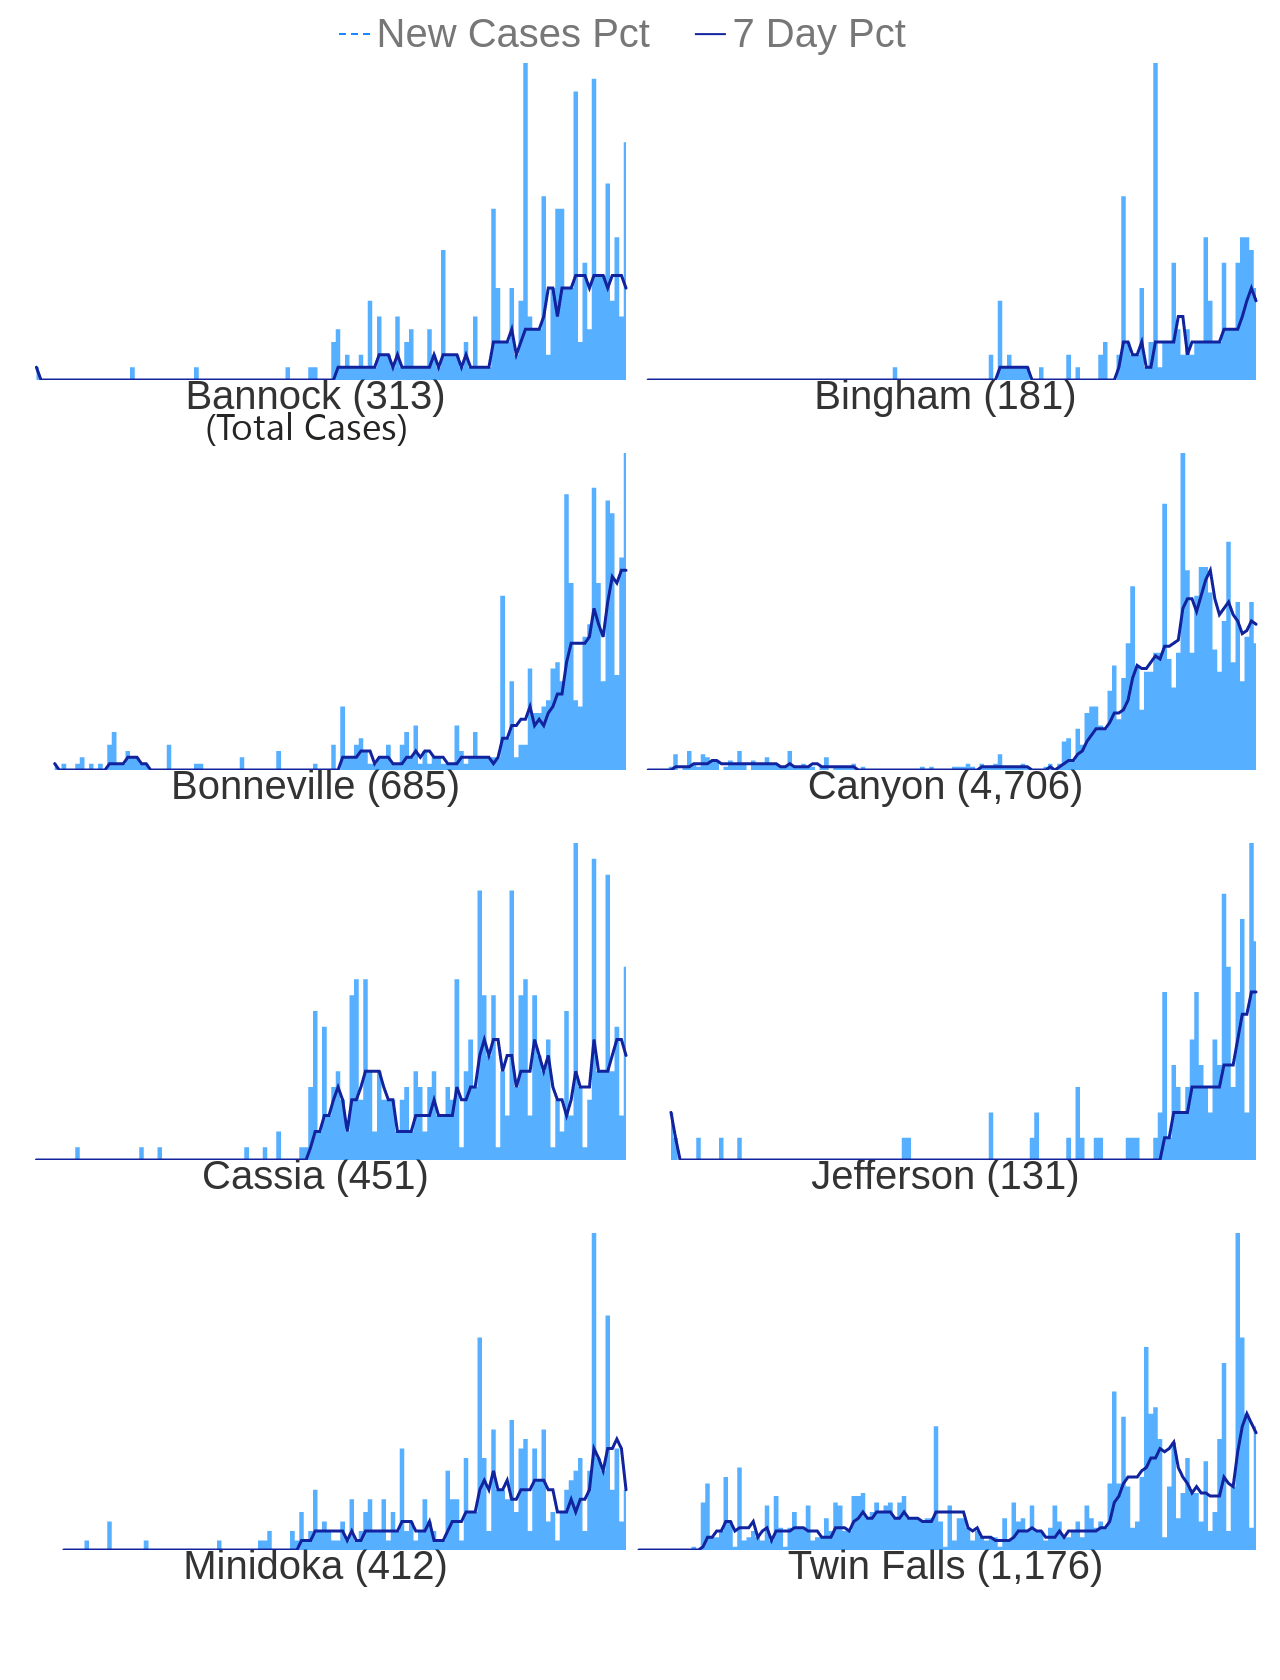 New Cases Pct 7 Day Pct
Bannock (313) Bingham (181)
(Total Cases)
Bonneville (685) Canyon (4,706)
Cassia (451) Jefferson (131)
Minidoka (412) Twin Falls (1,176)